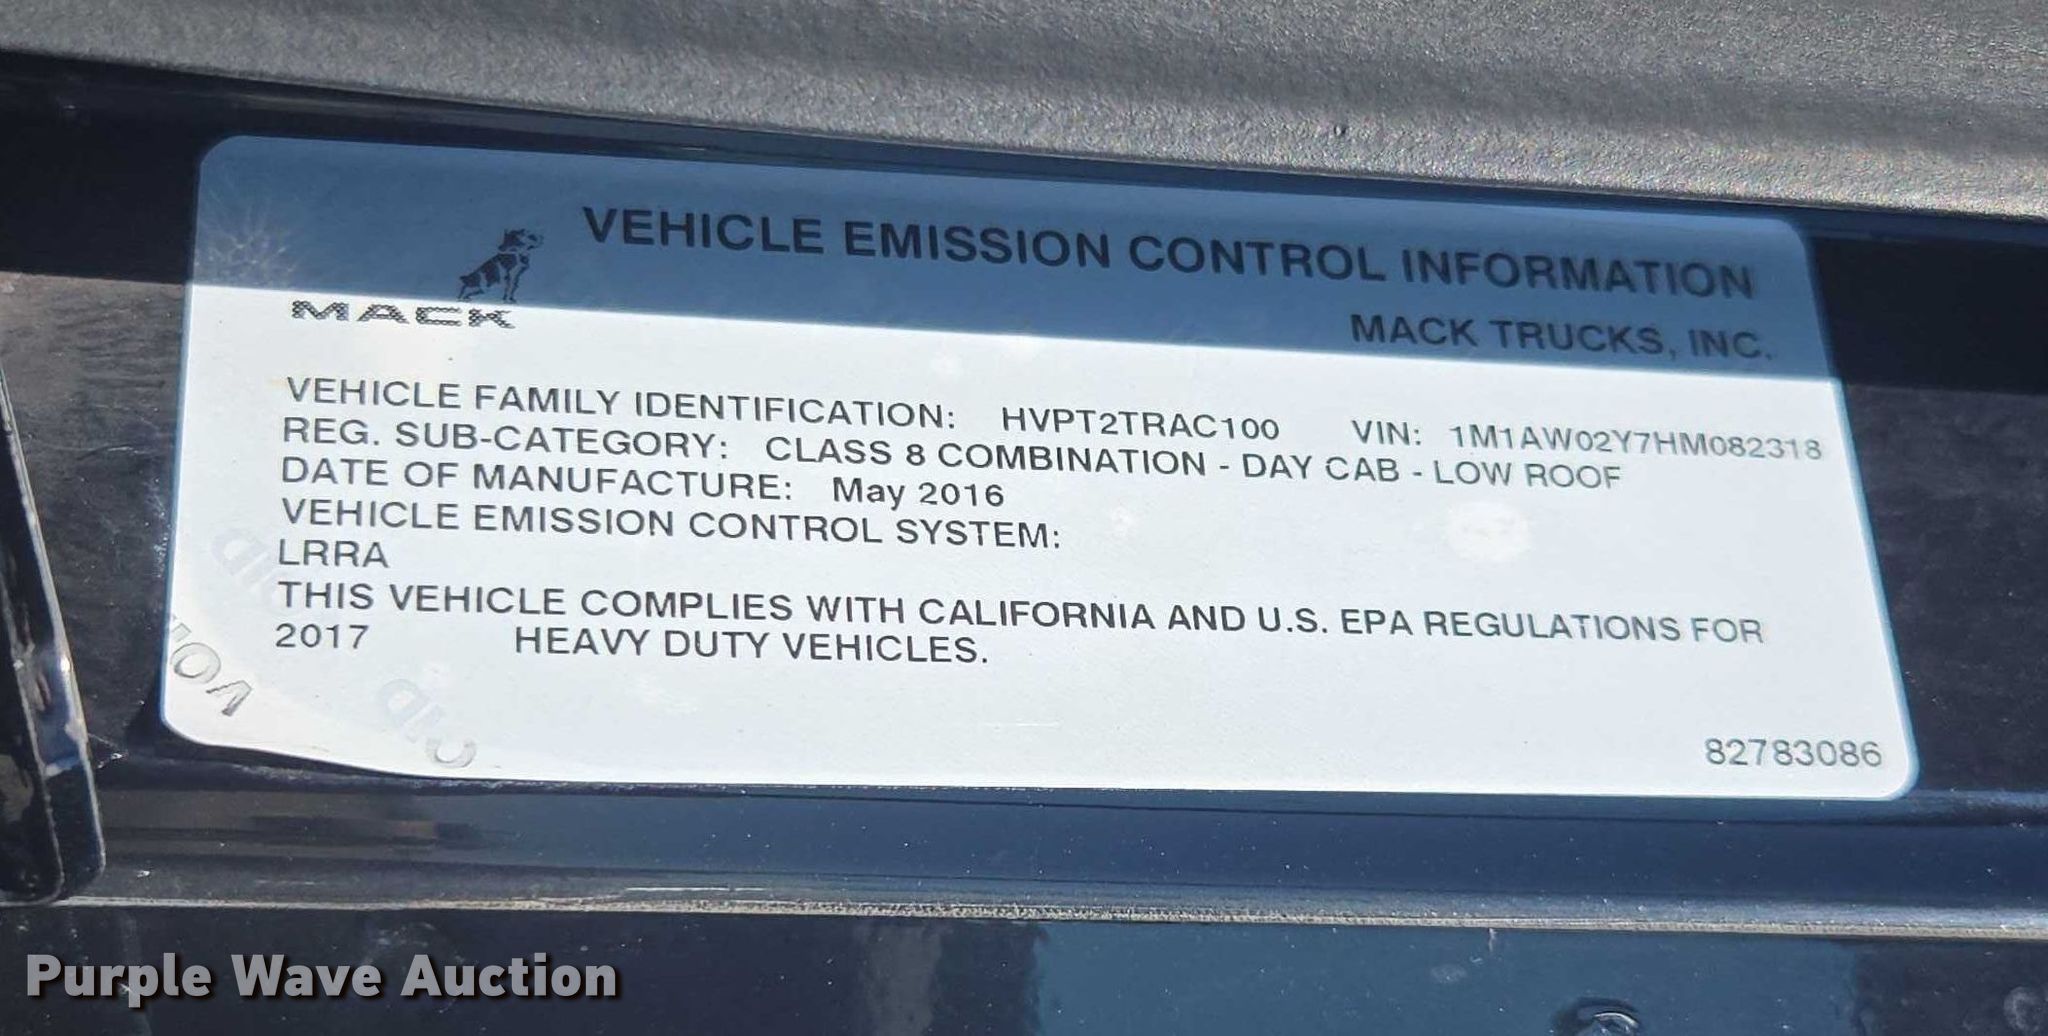 VEHICLE EMISSION CONTROL INFORMATION
MACK
MACK TRUCKS, INC.
VEHICLE FAMILY IDENTIFICATION: HVPT2TRAC100 VIN: 1M1AW02Y7HM082318
REG. SUB-CATEGORY: CLASS 8 COMBINATION - DAY CAB - LOW ROOF
DATE OF MANUFACTURE: May 2016
VEHICLE EMISSION CONTROL SYSTEM:
LRRA
THIS VEHICLE COMPLIES WITH CALIFORNIA AND U.S. EPA REGULATIONS FOR
2017 HEAVY DUTY VEHICLES.
82783086
Purple Wave Auction